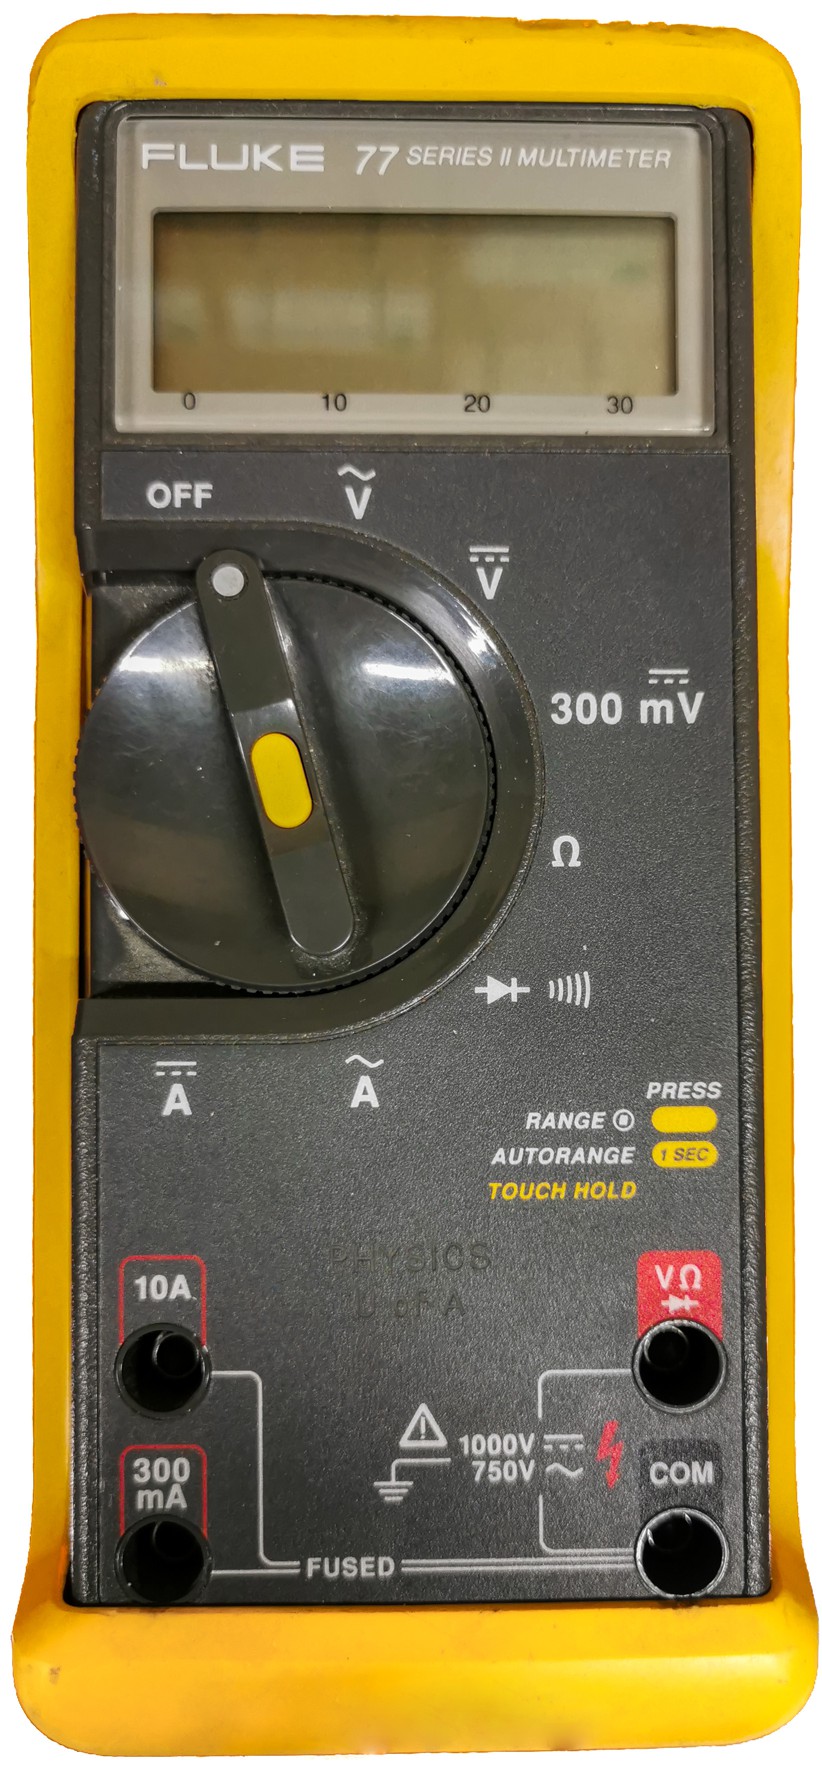 FLUKE 77 SERIES II MULTIMETER
0 10 20 30
OFF
V
V
300 mV
Ω
A
A
PRESS
RANGE
AUTORANGE 1 SEC
TOUCH HOLD
PHYSICS
U of A
10A
VΩ
1000V
750V
300
mA
COM
FUSED